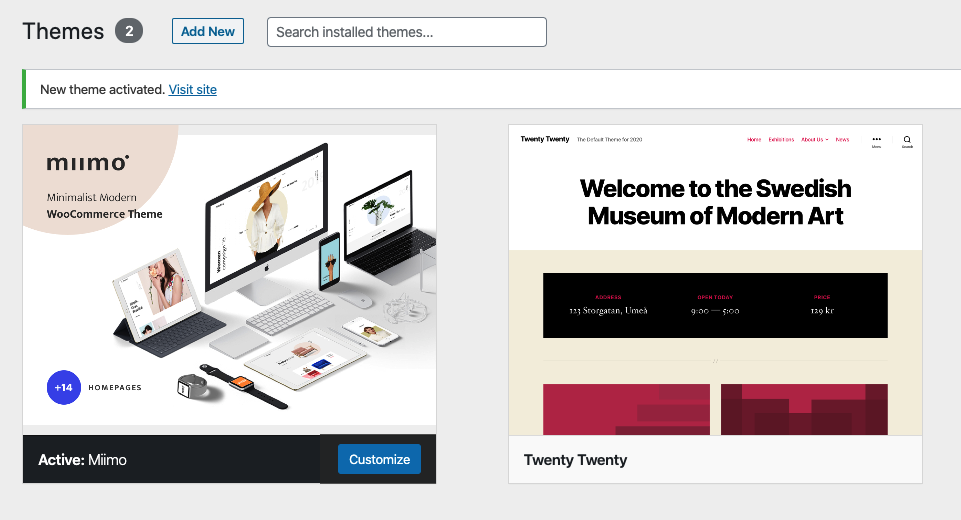 Themes 2 Add New Search installed themes...
New theme activated. Visit site
miimo
Minimalist Modern
WooCommerce Theme
+14 HOMEPAGES
Active: Miimo Customize
Twenty Twenty The Default Theme for 2020 Home Exhibitions About Us News Menu Search
Welcome to the Swedish
Museum of Modern Art
ADDRESS OPEN TODAY PRICE
123 Storgatan, Umeå 9:00 — 5:00 129 kr
Twenty Twenty